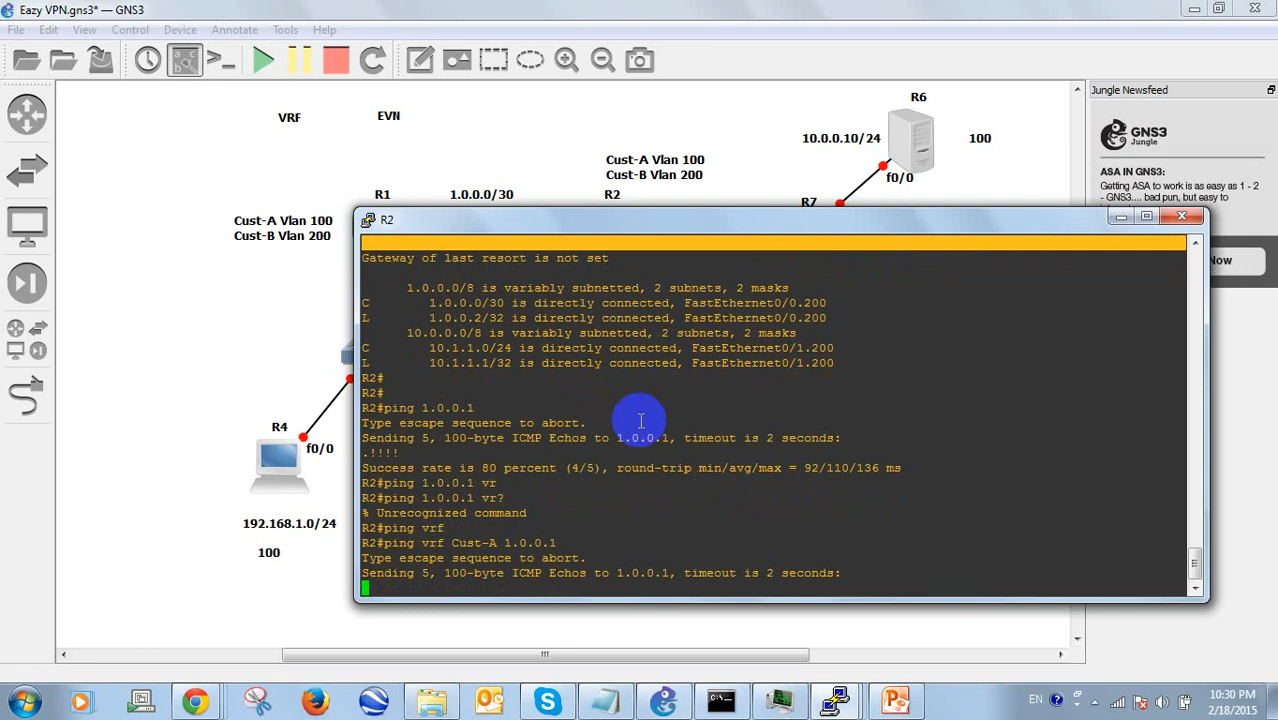 Eazy VPN.gns3* — GNS3
File Edit View Control Device Annotate Tools Help
Jungle Newsfeed
GNS3
Jungle
ASA IN GNS3:
Getting ASA to work is as easy as 1 - 2
- GNS3.... bad pun, but easy to
Now
VRF
EVN
R6
10.0.0.10/24
100
f0/0
Cust-A Vlan 100
Cust-B Vlan 200
R1
1.0.0.0/30
R2
R7
Cust-A Vlan 100
Cust-B Vlan 200
R4
f0/0
192.168.1.0/24
100
R2
Gateway of last resort is not set
1.0.0.0/8 is variably subnetted, 2 subnets, 2 masks
C 1.0.0.0/30 is directly connected, FastEthernet0/0.200
L 1.0.0.2/32 is directly connected, FastEthernet0/0.200
10.0.0.0/8 is variably subnetted, 2 subnets, 2 masks
C 10.1.1.0/24 is directly connected, FastEthernet0/1.200
L 10.1.1.1/32 is directly connected, FastEthernet0/1.200
R2#
R2#
R2#ping 1.0.0.1
Type escape sequence to abort.
Sending 5, 100-byte ICMP Echos to 1.0.0.1, timeout is 2 seconds:
.!!!!
Success rate is 80 percent (4/5), round-trip min/avg/max = 92/110/136 ms
R2#ping 1.0.0.1 vr
R2#ping 1.0.0.1 vr?
% Unrecognized command
R2#ping vrf
R2#ping vrf Cust-A 1.0.0.1
Type escape sequence to abort.
Sending 5, 100-byte ICMP Echos to 1.0.0.1, timeout is 2 seconds:
EN
10:30 PM
2/18/2015